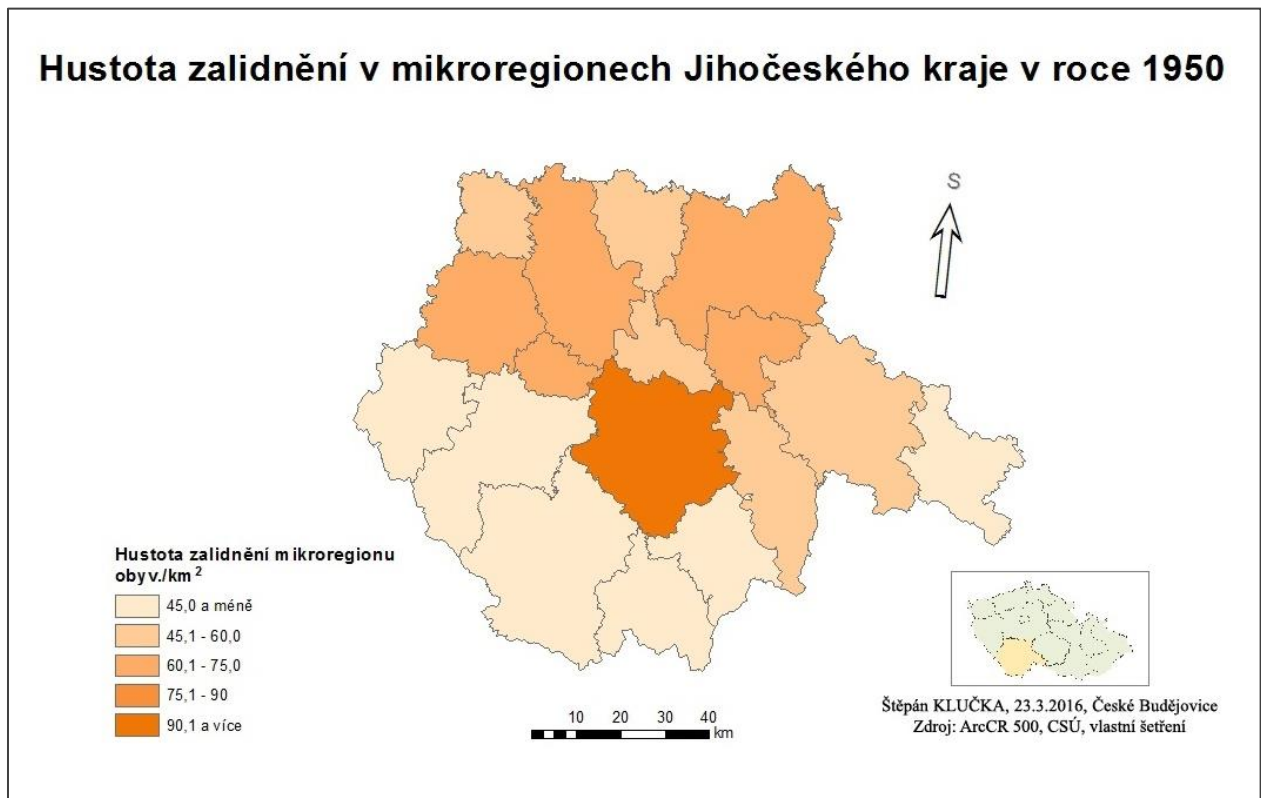 Hustota zalidnění v mikroregionech Jihočeského kraje v roce 1950
S
Hustota zalidnění mikroregionu
obyv./km²
45,0 a méně
45,1 - 60,0
60,1 - 75,0
75,1 - 90
90,1 a více
10 20 30 40
km
Štěpán KLUČKA, 23.3.2016, České Budějovice
Zdroj: ArcCR 500, CSÚ, vlastní šetření